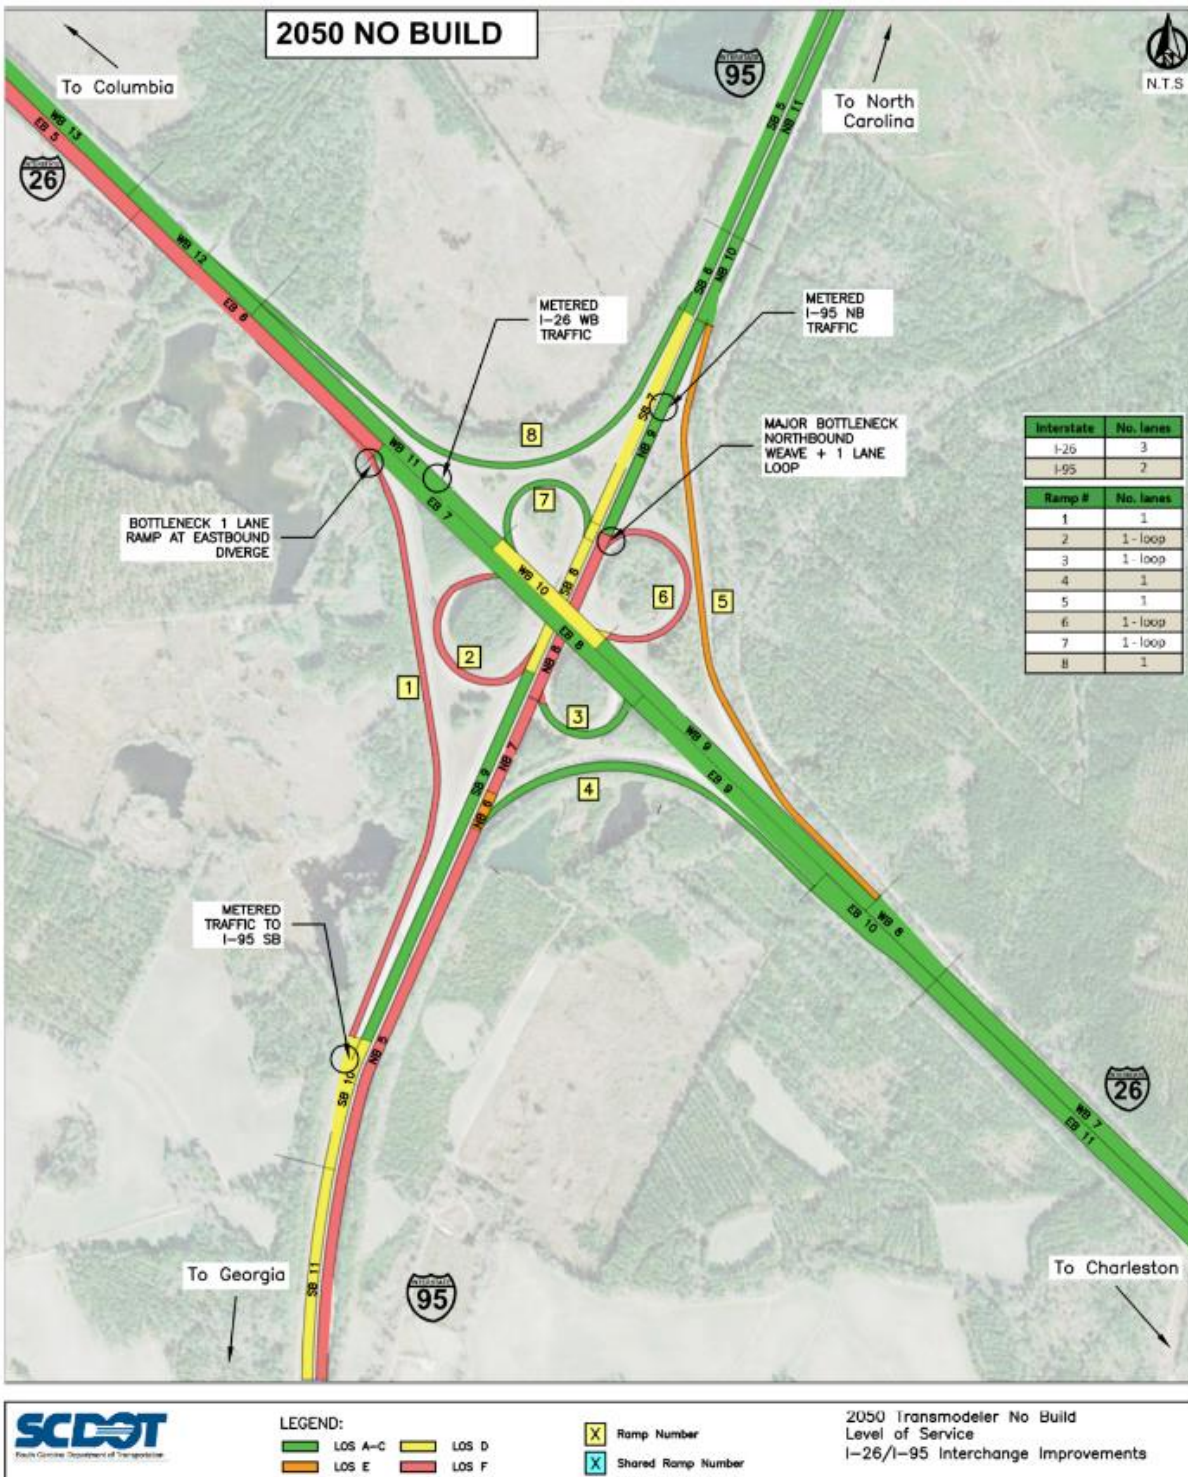 2050 NO BUILD
To Columbia
INTERSTATE
95
To North
Carolina
N.T.S
WB 13
EB 5
SB 5
NB 11
26
WB 12
EB 6
SB 6
NB 10
METERED
I-26 WB
TRAFFIC
METERED
I-95 NB
TRAFFIC
SB 7
NB 9
8
MAJOR BOTTLENECK
NORTHBOUND
WEAVE + 1 LANE
LOOP
WB 11
EB 7
7
BOTTLENECK 1 LANE
RAMP AT EASTBOUND
DIVERGE
Interstate No. lanes
I-26 3
I-95 2
Ramp # No. lanes
1 1
2 1 - loop
3 1 - loop
4 1
5 1
6 1 - loop
7 1 - loop
8 1
WB 10
SB 8
6
5
EB 8
NB 8
2
1
3
WB 9
EB 9
NB 7
SB 9
4
NB 6
METERED
TRAFFIC TO
I-95 SB
EB 10
WB 8
NB 5
SB 10
26
WB 7
EB 11
To Georgia
SB 11
95
To Charleston
SCDOT
South Carolina Department of Transportation
LEGEND:
LOS A-C
LOS D
LOS E
LOS F
X Ramp Number
X Shared Ramp Number
2050 Transmodeler No Build
Level of Service
I-26/I-95 Interchange Improvements